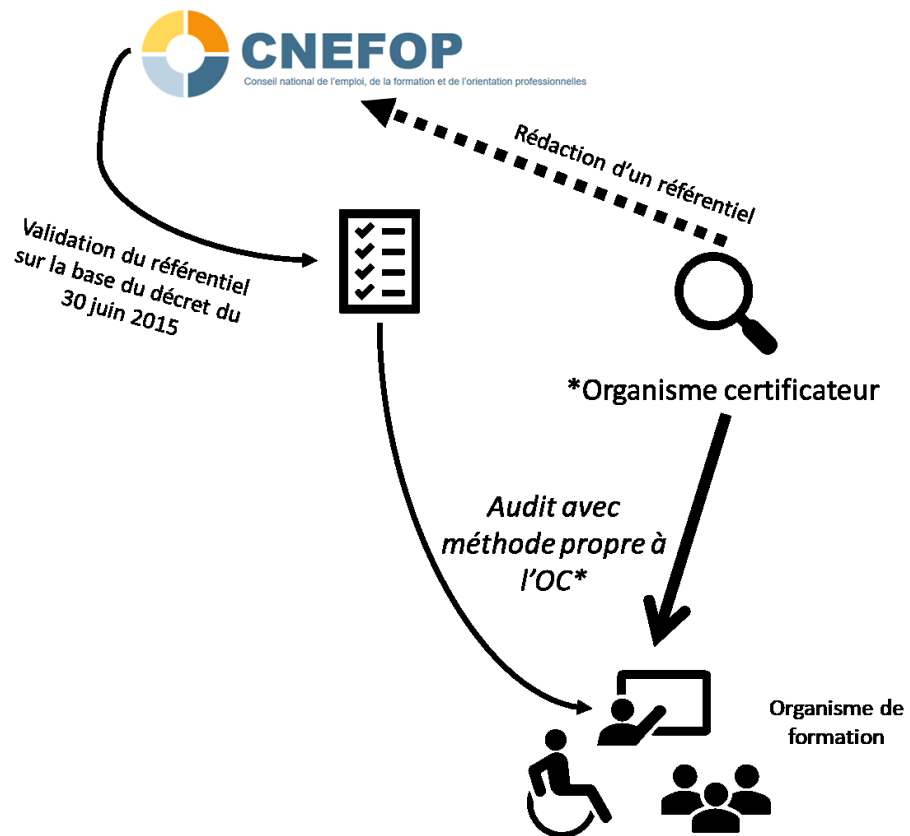 CNEFOP
Conseil national de l'emploi, de la formation et de l'orientation professionnelles
Rédaction d'un référentiel
Validation du référentiel
sur la base du décret du
30 juin 2015
*Organisme certificateur
Audit avec
méthode propre à
l'OC*
Organisme de
formation